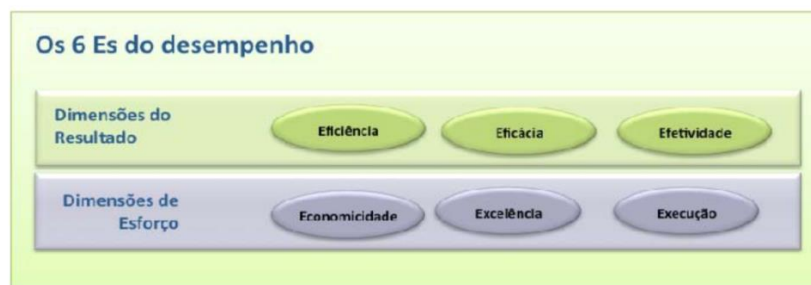 Os 6 Es do desempenho
Dimensões do
Resultado
Eficiência
Eficácia
Efetividade
Dimensões de
Esforço
Economicidade
Excelência
Execução